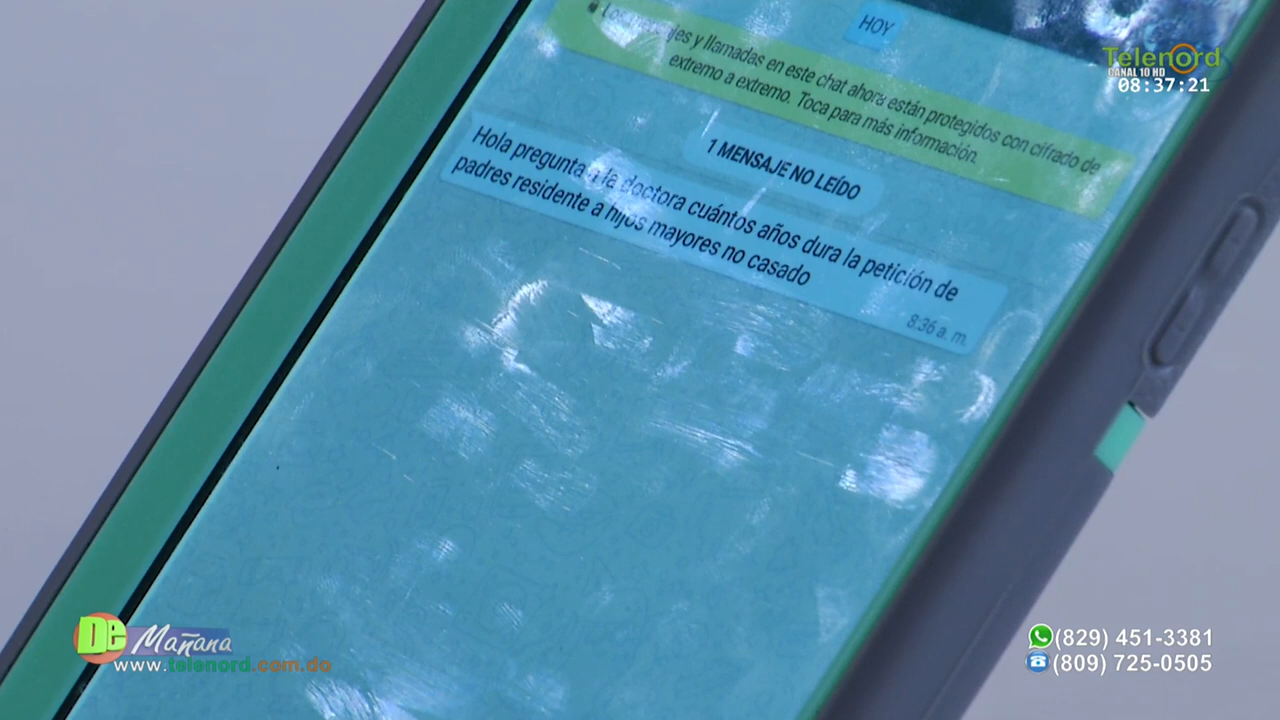 HOY
Los mensajes y llamadas en este chat ahora están protegidos con cifrado de
extremo a extremo. Toca para más información.
1 MENSAJE NO LEÍDO
Hola pregunta a la doctora cuántos años dura la petición de
padres residente a hijos mayores no casado
8:36 a. m.
Telenord
CANAL 10 HD
08:37:21
De Mañana
www.telenord.com.do
(829) 451-3381
(809) 725-0505